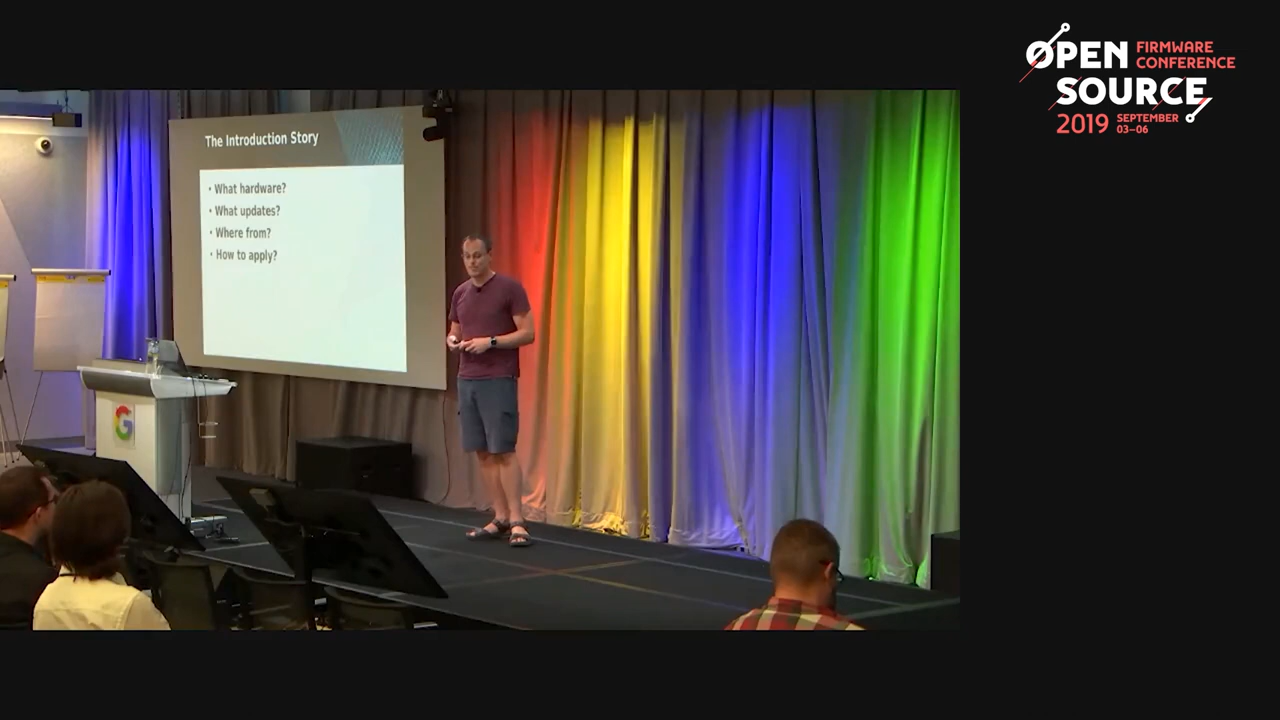 OPEN FIRMWARE
CONFERENCE
SOURCE
2019 SEPTEMBER
03–06
The Introduction Story
• What hardware?
• What updates?
• Where from?
• How to apply?
G